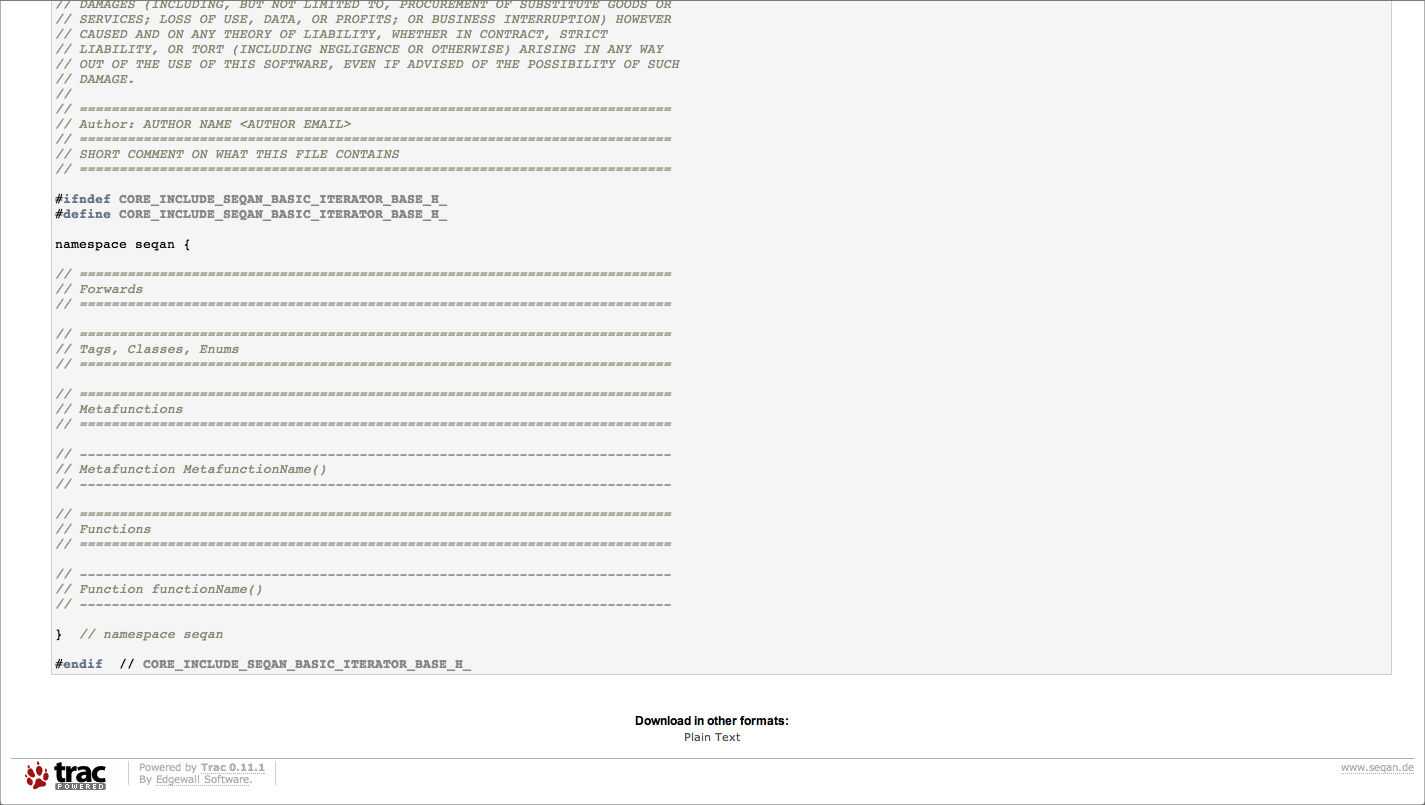 // DAMAGES (INCLUDING, BUT NOT LIMITED TO, PROCUREMENT OF SUBSTITUTE GOODS OR
// SERVICES; LOSS OF USE, DATA, OR PROFITS; OR BUSINESS INTERRUPTION) HOWEVER
// CAUSED AND ON ANY THEORY OF LIABILITY, WHETHER IN CONTRACT, STRICT
// LIABILITY, OR TORT (INCLUDING NEGLIGENCE OR OTHERWISE) ARISING IN ANY WAY
// OUT OF THE USE OF THIS SOFTWARE, EVEN IF ADVISED OF THE POSSIBILITY OF SUCH
// DAMAGE.
//
// ==========================================================================
// Author: AUTHOR NAME <AUTHOR EMAIL>
// ==========================================================================
// SHORT COMMENT ON WHAT THIS FILE CONTAINS
// ==========================================================================
#ifndef CORE_INCLUDE_SEQAN_BASIC_ITERATOR_BASE_H_
#define CORE_INCLUDE_SEQAN_BASIC_ITERATOR_BASE_H_
namespace seqan {
// ==========================================================================
// Forwards
// ==========================================================================
// ==========================================================================
// Tags, Classes, Enums
// ==========================================================================
// ==========================================================================
// Metafunctions
// ==========================================================================
// --------------------------------------------------------------------------
// Metafunction MetafunctionName()
// --------------------------------------------------------------------------
// ==========================================================================
// Functions
// ==========================================================================
// --------------------------------------------------------------------------
// Function functionName()
// --------------------------------------------------------------------------
}  // namespace seqan
#endif  // CORE_INCLUDE_SEQAN_BASIC_ITERATOR_BASE_H_
Download in other formats:
Plain Text
trac
POWERED
Powered by Trac 0.11.1
By Edgewall Software.
www.seqan.de